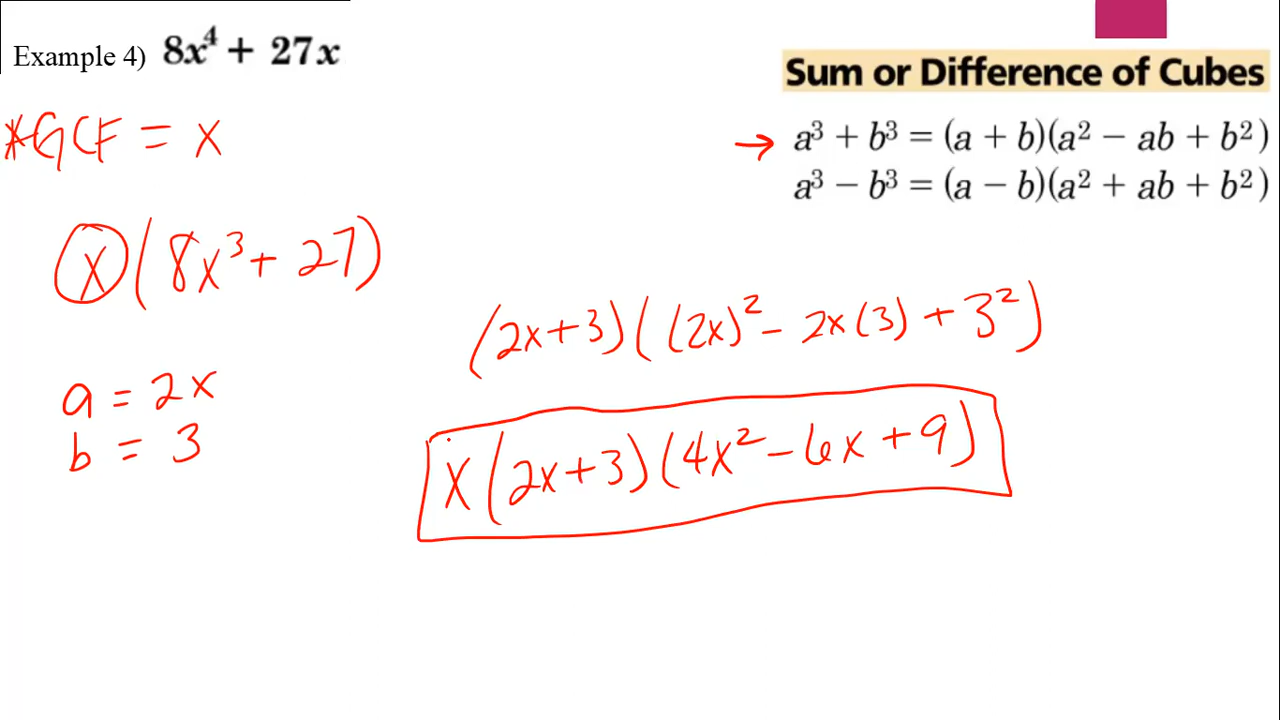 Example 4) 8x⁴ + 27x
Sum or Difference of Cubes
→ a³ + b³ = (a + b)(a² − ab + b²)
a³ − b³ = (a − b)(a² + ab + b²)
*GCF = x
x(8x³ + 27)
a = 2x
b = 3
(2x+3)((2x)² − 2x(3) + 3²)
x(2x+3)(4x² − 6x + 9)